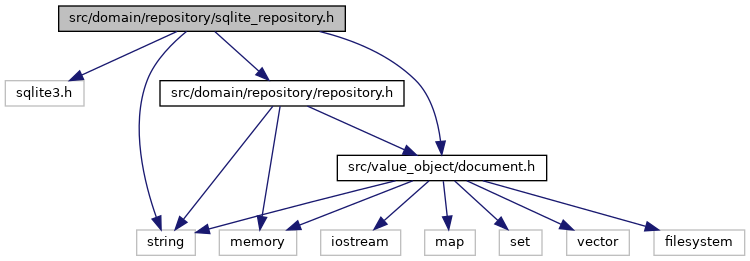 src/domain/repository/sqlite_repository.h
sqlite3.h
src/domain/repository/repository.h
src/value_object/document.h
string
memory
iostream
map
set
vector
filesystem